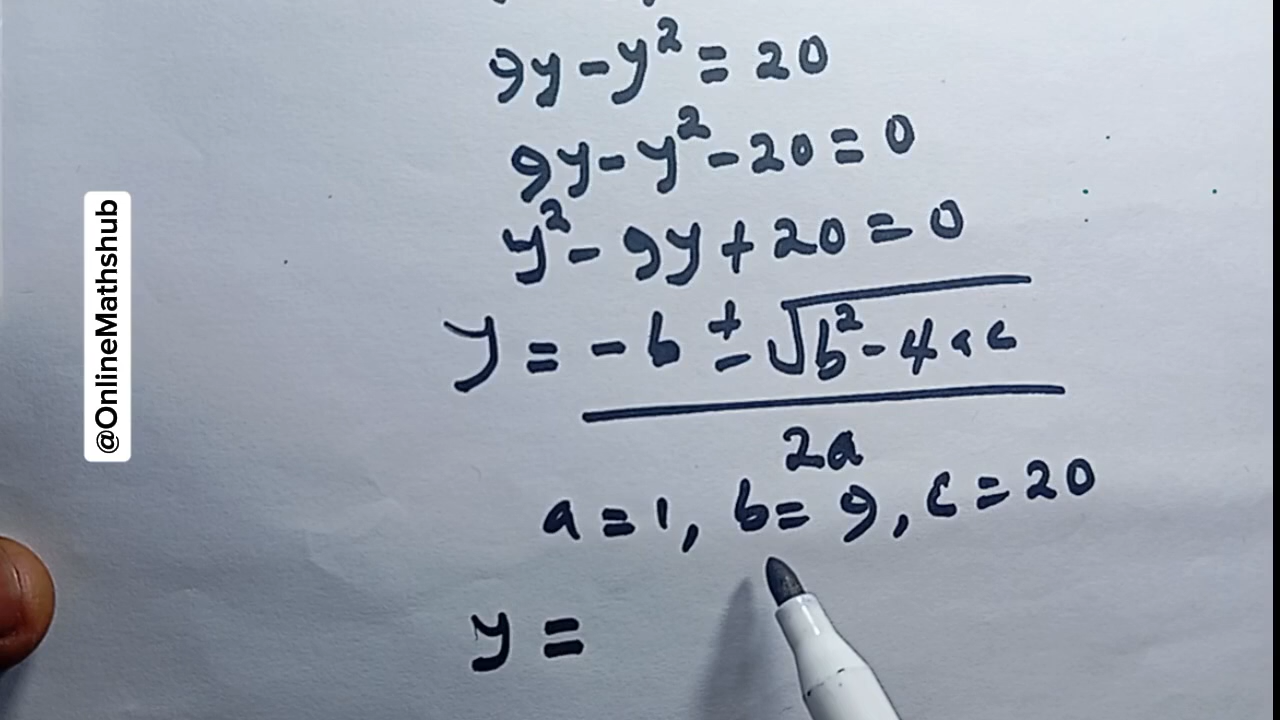 9y-y²=20
9y-y²-20=0
y²-9y+20=0
y = -b ± √b²-4ac
2a
a=1, b=9, c=20
y =
@OnlineMathshub